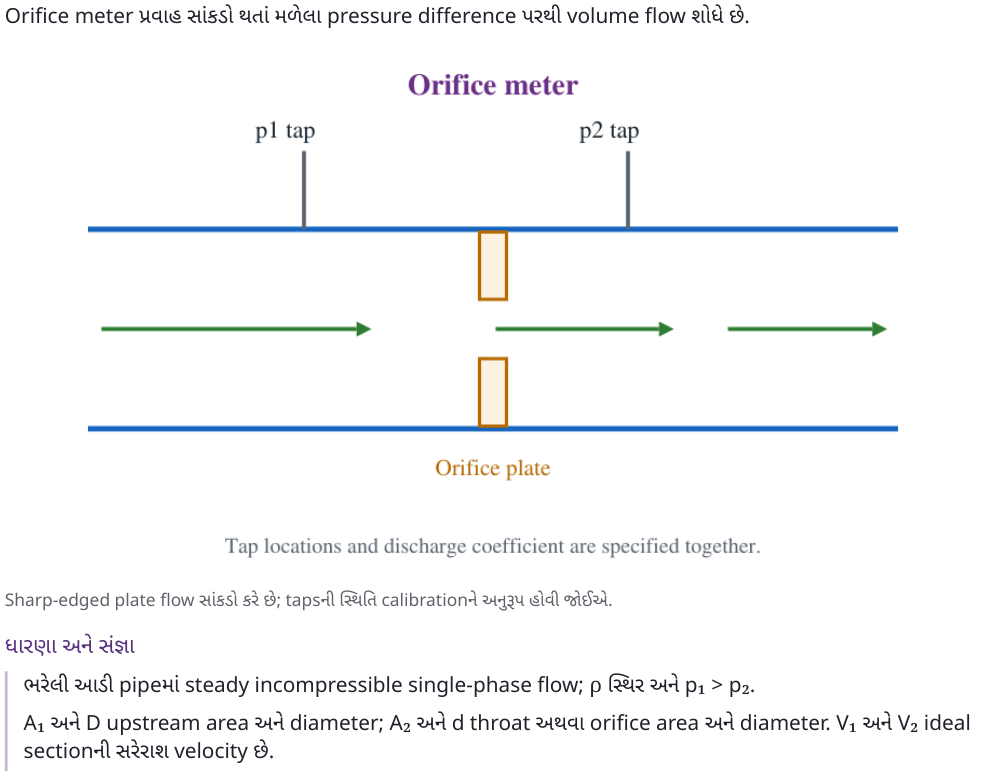 Orifice meter પ્રવાહ સાંકડો થતાં મળેલા pressure difference પરથી volume flow શોધે છે.
Orifice meter
p1 tap
p2 tap
Orifice plate
Tap locations and discharge coefficient are specified together.
Sharp-edged plate flow સાંકડો કરે છે; tapsની સ્થિતિ calibrationને અનુરૂપ હોવી જોઈએ.
ધારણા અને સંજ્ઞા
ભરેલી આડી pipeમાં steady incompressible single-phase flow; ρ સ્થિર અને p₁ > p₂.
A₁ અને D upstream area અને diameter; A₂ અને d throat અથવા orifice area અને diameter. V₁ અને V₂ ideal
sectionની સરેરાશ velocity છે.